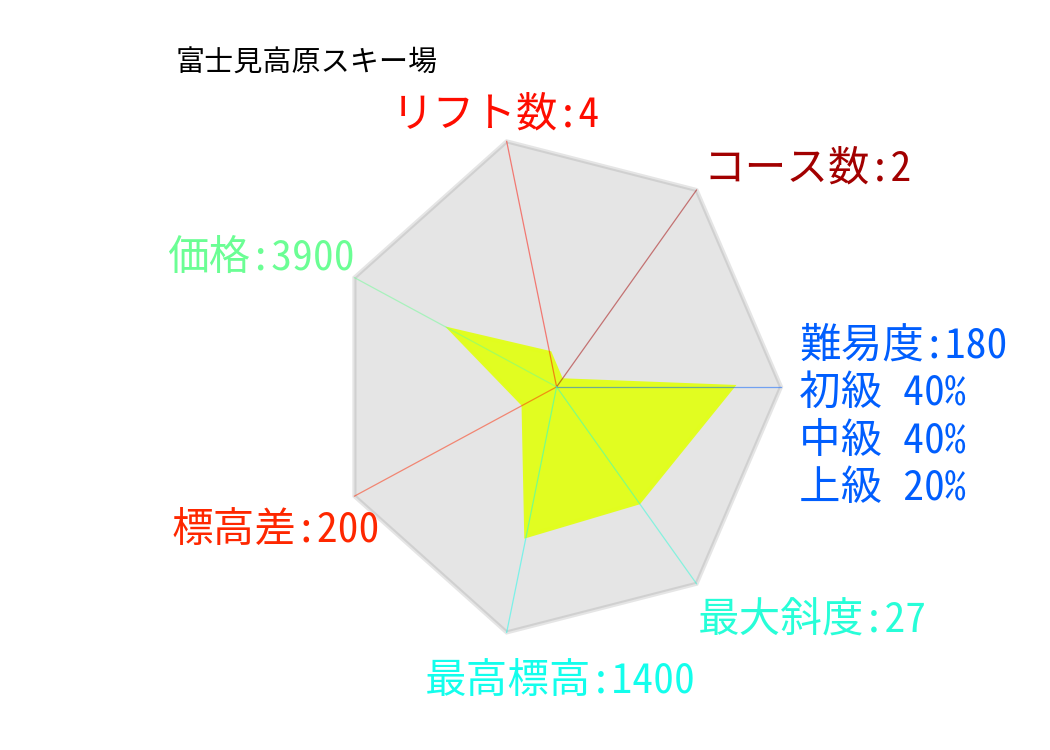 富士見高原スキー場
リフト数:4
コース数:2
価格:3900
難易度:180
初級 40%
中級 40%
上級 20%
標高差:200
最大斜度:27
最高標高:1400